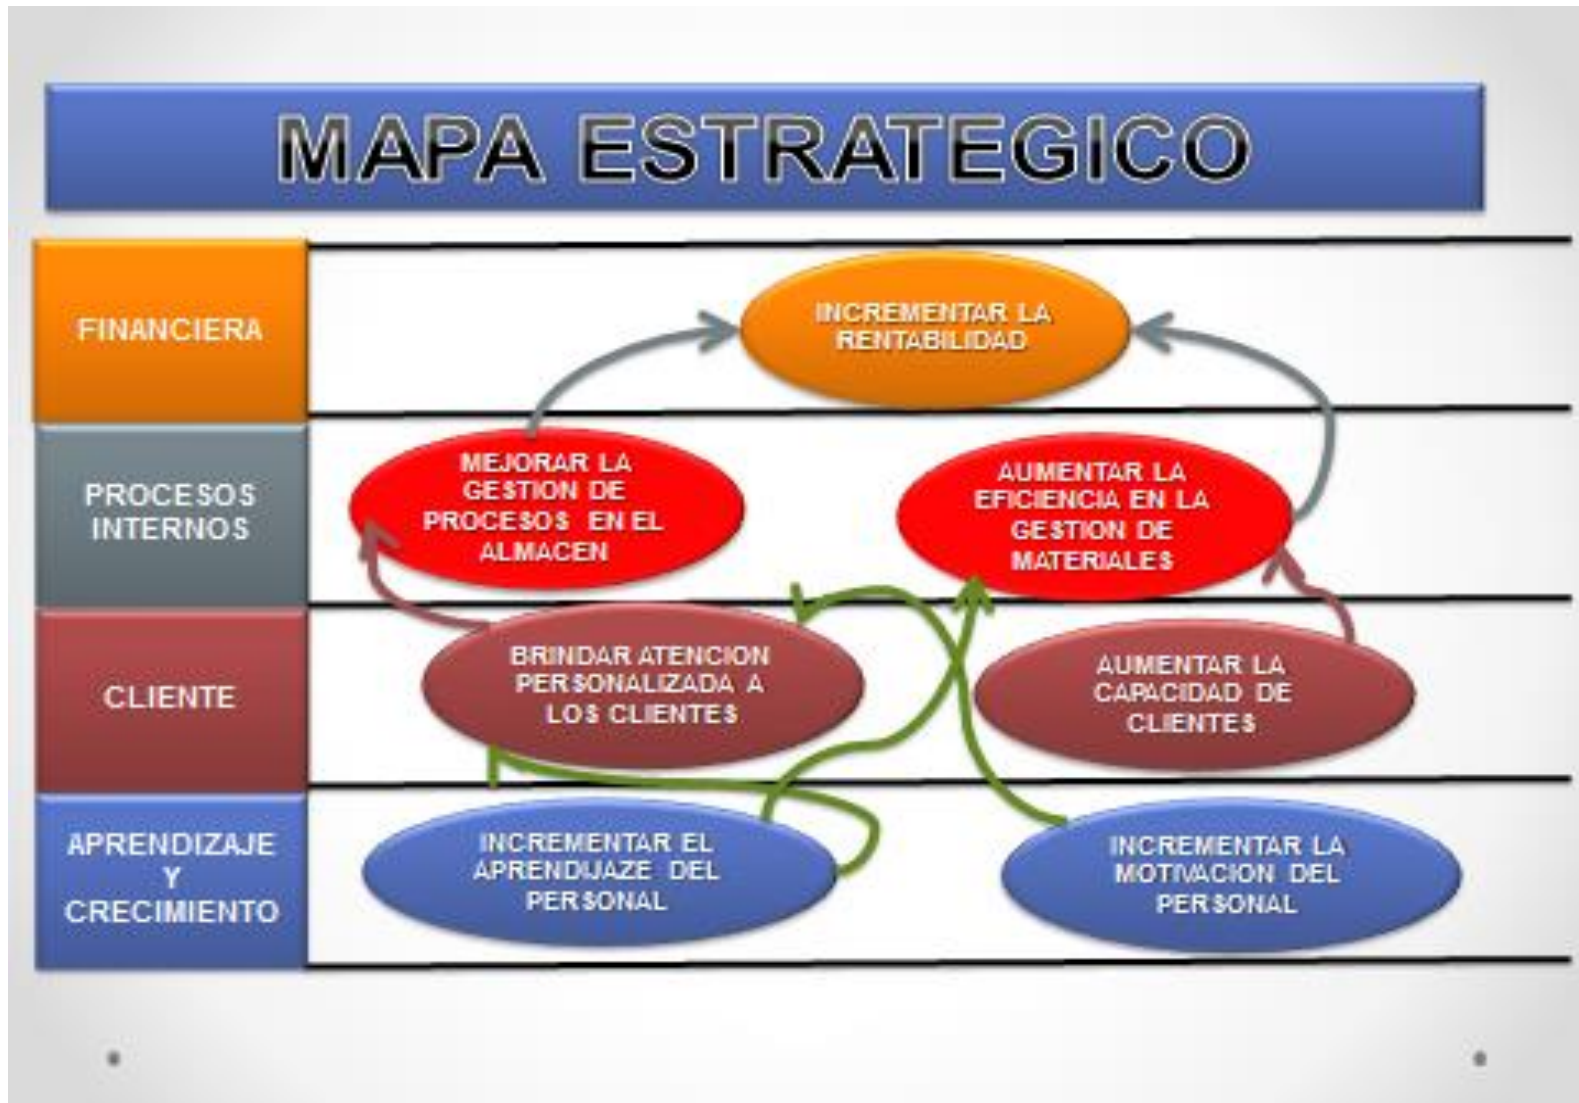 MAPA ESTRATEGICO
FINANCIERA
INCREMENTAR LA
RENTABILIDAD
PROCESOS
INTERNOS
MEJORAR LA
GESTION DE
PROCESOS EN EL
ALMACEN
AUMENTAR LA
EFICIENCIA EN LA
GESTION DE
MATERIALES
CLIENTE
BRINDAR ATENCION
PERSONALIZADA A
LOS CLIENTES
AUMENTAR LA
CAPACIDAD DE
CLIENTES
APRENDIZAJE
Y
CRECIMIENTO
INCREMENTAR EL
APRENDIJAZE DEL
PERSONAL
INCREMENTAR LA
MOTIVACION DEL
PERSONAL